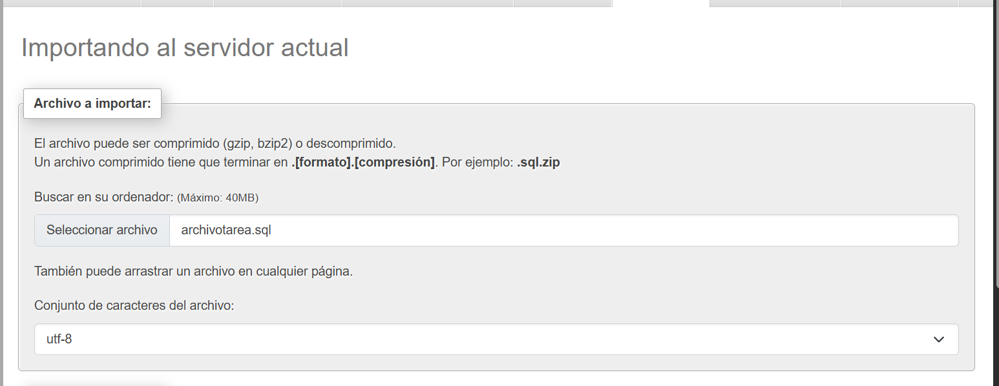 Importando al servidor actual
Archivo a importar:
El archivo puede ser comprimido (gzip, bzip2) o descomprimido.
Un archivo comprimido tiene que terminar en .[formato].[compresión]. Por ejemplo: .sql.zip
Buscar en su ordenador: (Máximo: 40MB)
Seleccionar archivo archivotarea.sql
También puede arrastrar un archivo en cualquier página.
Conjunto de caracteres del archivo:
utf-8